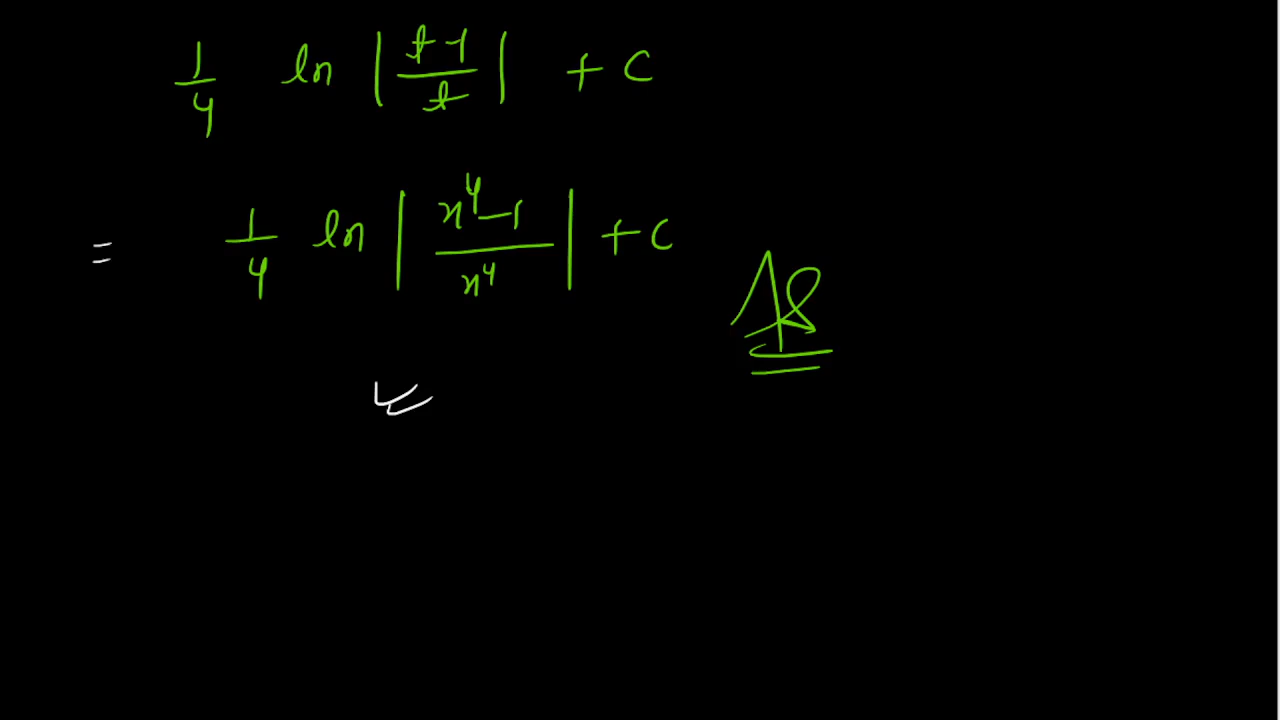 1/4 ln |(t-1)/t| + C
= 1/4 ln |(x⁴-1)/x⁴| + C